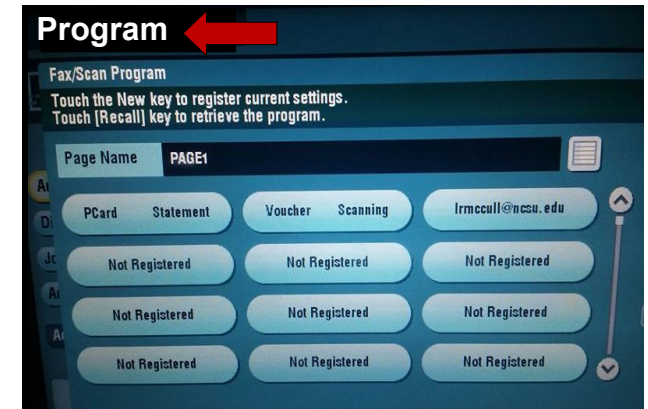 Program
Fax/Scan Program
Touch the New key to register current settings.
Touch [Recall] key to retrieve the program.
Page Name PAGE1
PCard Statement Voucher Scanning lrmccull@ncsu.edu
Not Registered Not Registered Not Registered
Not Registered Not Registered Not Registered
Not Registered Not Registered Not Registered